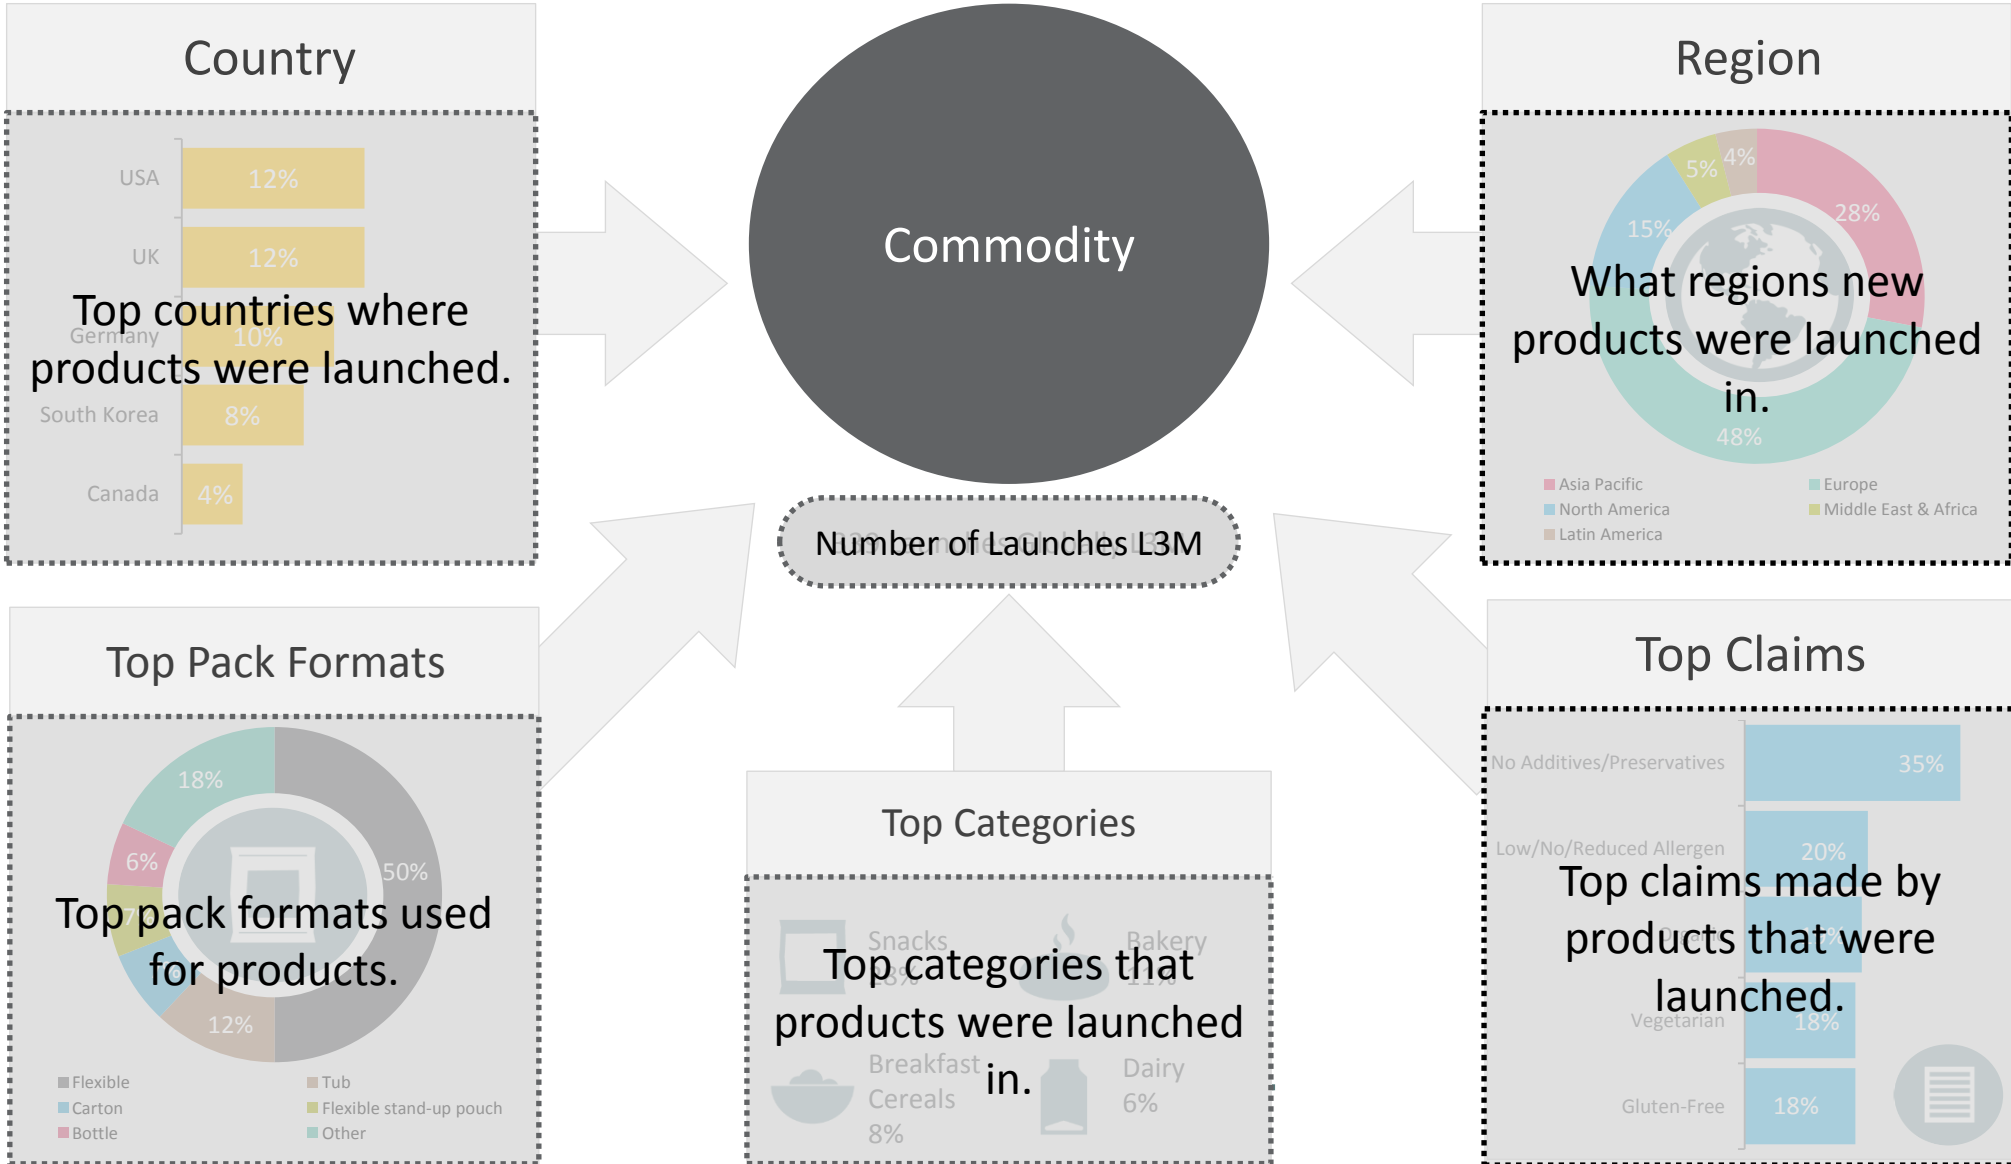 Country
USA
12%
UK
12%
Germany
10%
South Korea
8%
Canada
4%
Top countries where
products were launched.
Commodity
Number of Launches L3M
Region
28%
48%
15%
5%
4%
What regions new
products were launched
in.
Asia Pacific
Europe
North America
Middle East & Africa
Latin America
Top Pack Formats
50%
12%
7%
6%
18%
Top pack formats used
for products.
Flexible
Tub
Carton
Flexible stand-up pouch
Bottle
Other
Top Categories
Snacks
Bakery
11%
Breakfast
Cereals
8%
Dairy
6%
Top categories that
products were launched
in.
Top Claims
No Additives/Preservatives
35%
Low/No/Reduced Allergen
20%
Organic
Vegetarian
18%
Gluten-Free
18%
Top claims made by
products that were
launched.